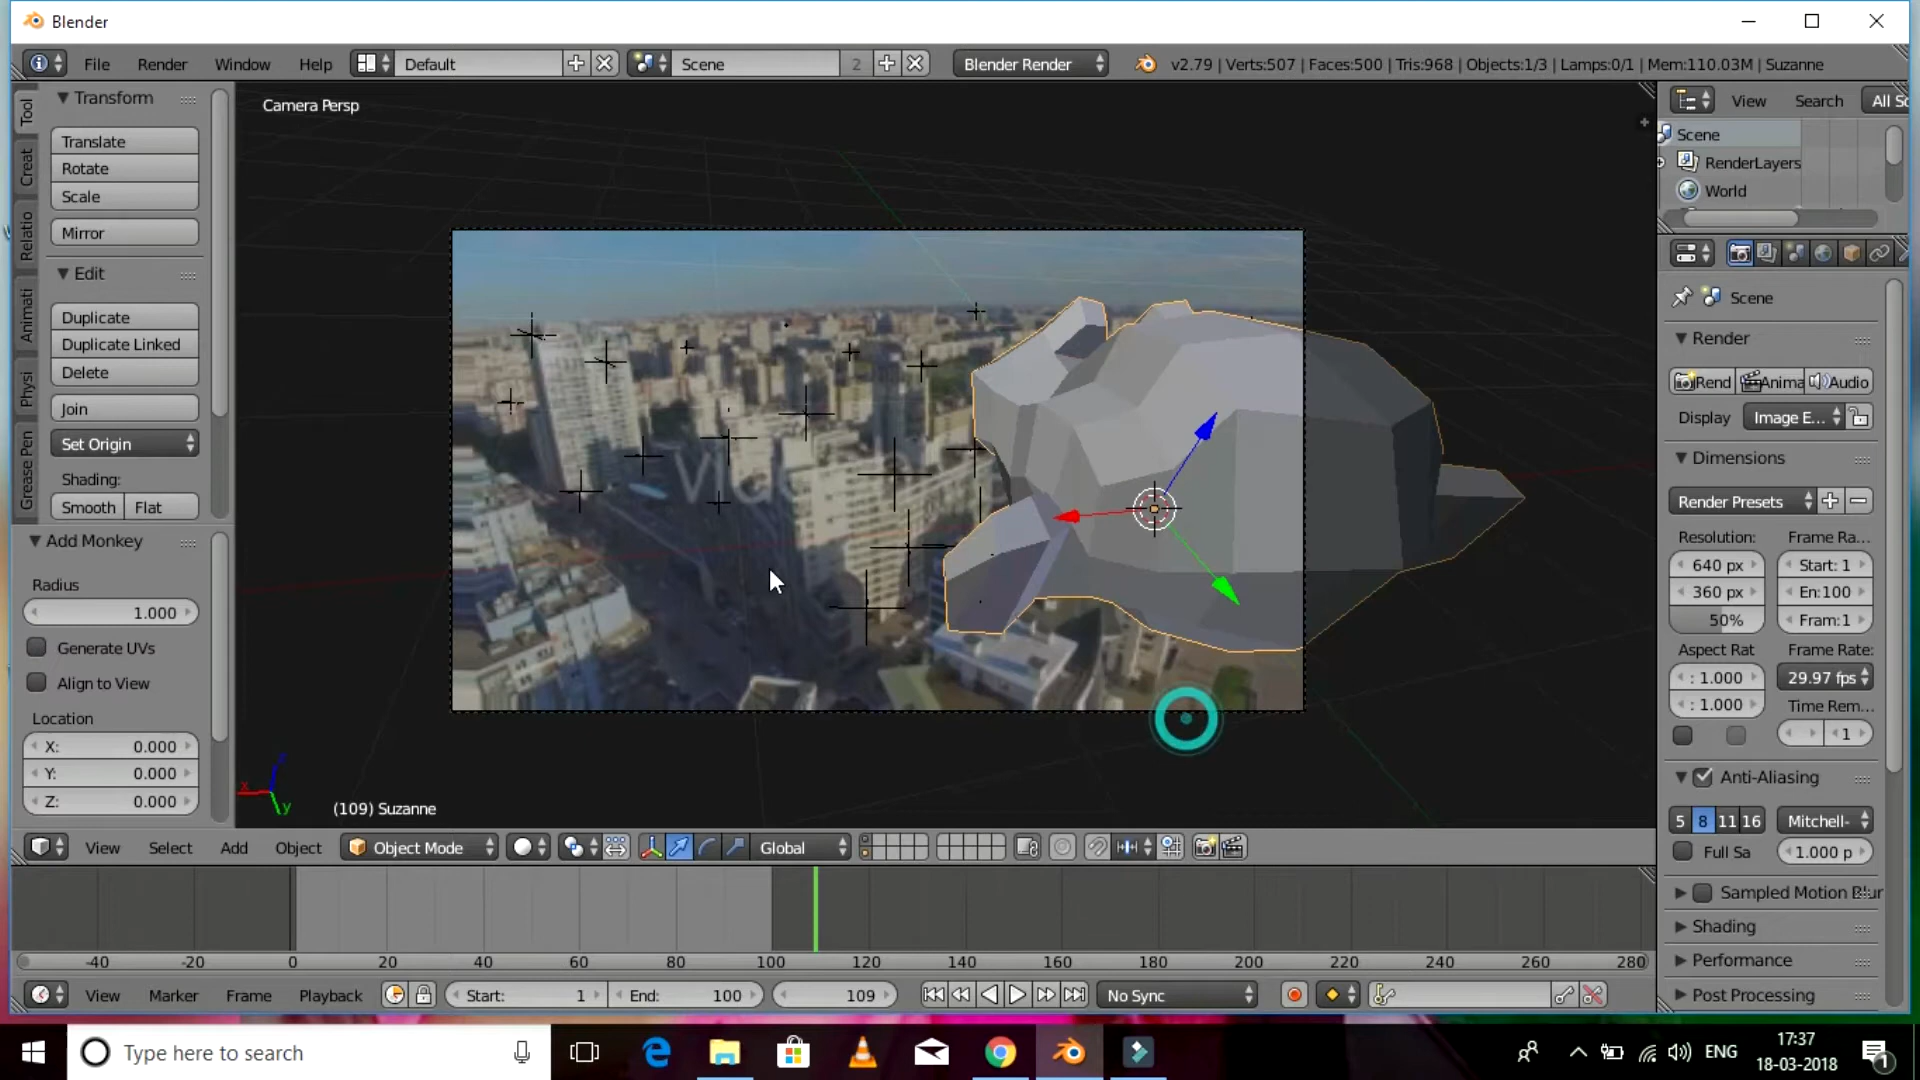 Blender
File Render Window Help Default Scene 2 Blender Render v2.79 | Verts:507 | Faces:500 | Tris:968 | Objects:1/3 | Lamps:0/1 | Mem:110.03M | Suzanne
Tool
Creat
Relatio
Animati
Physi
Grease Pen
Transform
Translate
Rotate
Scale
Mirror
Edit
Duplicate
Duplicate Linked
Delete
Join
Set Origin
Shading:
Smooth Flat
Add Monkey
Radius
1.000
Generate UVs
Align to View
Location
X: 0.000
Y: 0.000
Z: 0.000
Camera Persp
x
y
(109) Suzanne
View Select Add Object Object Mode Global
View Search All Sc
Scene
RenderLayers
World
Scene
Render
Rend Anima Audio
Display Image E...
Dimensions
Render Presets
Resolution: Frame Ra...
640 px Start: 1
360 px En:100
50% Fram:1
Aspect Rat Frame Rate:
: 1.000 29.97 fps
: 1.000 Time Rem...
1
Anti-Aliasing
5 8 11 16 Mitchell-
Full Sa 1.000 p
Sampled Motion Blur
Shading
Performance
Post Processing
-40 -20 0 20 40 60 80 100 120 140 160 180 200 220 240 260 280
View Marker Frame Playback Start: 1 End: 100 109 No Sync
Type here to search
ENG
17:37
18-03-2018
1